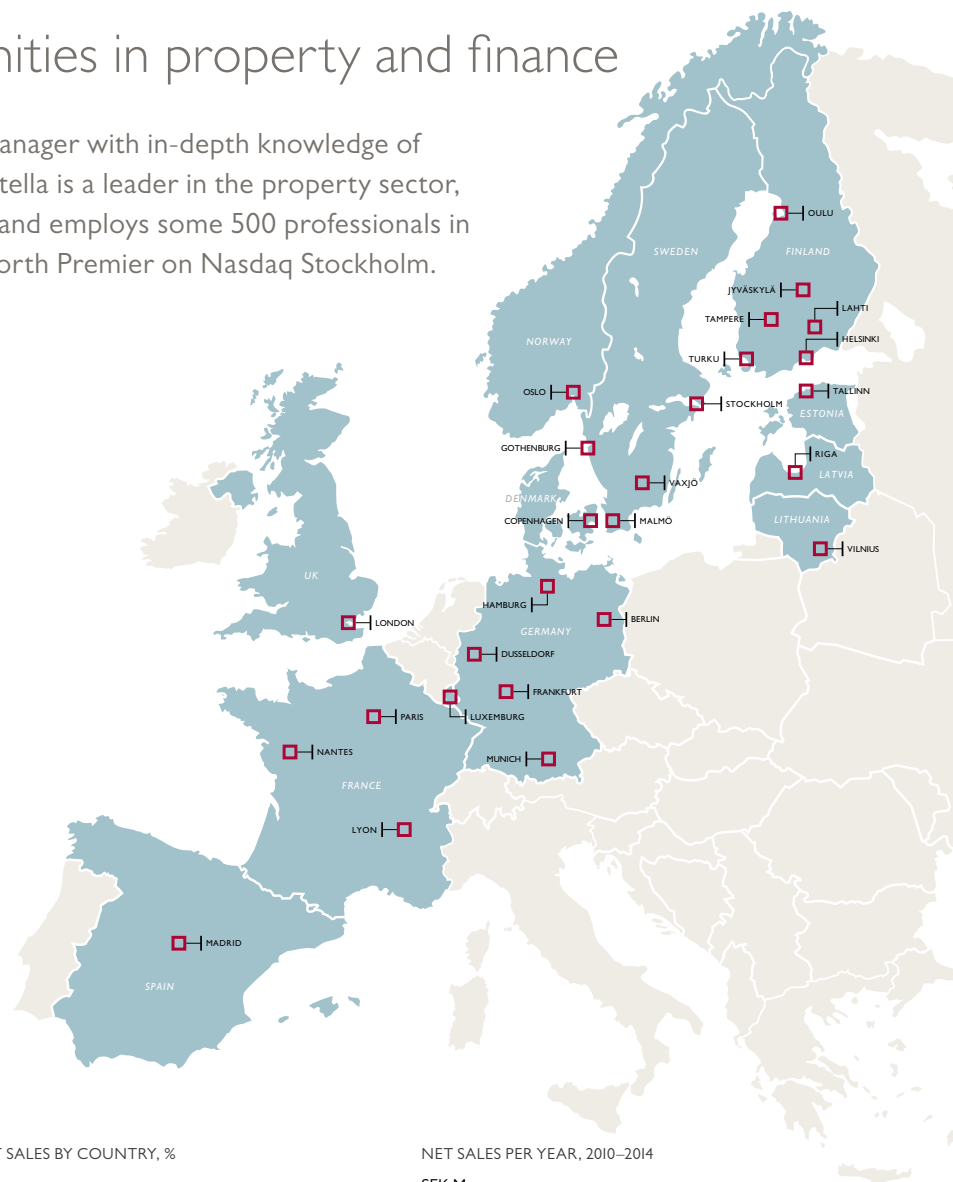 nities in property and finance
anager with in-depth knowledge of
tella is a leader in the property sector,
and employs some 500 professionals in
orth Premier on Nasdaq Stockholm.
OULU
SWEDEN
FINLAND
JYVÄSKYLÄ
LAHTI
TAMPERE
HELSINKI
NORWAY
TURKU
OSLO
TALLINN
STOCKHOLM
ESTONIA
GOTHENBURG
RIGA
LATVIA
VÄXJÖ
DENMARK
COPENHAGEN
MALMÖ
LITHUANIA
VILNIUS
UK
HAMBURG
LONDON
BERLIN
GERMANY
DUSSELDORF
FRANKFURT
PARIS
LUXEMBURG
NANTES
MUNICH
FRANCE
LYON
MADRID
SPAIN
T SALES BY COUNTRY, %
NET SALES PER YEAR, 2010–2014
SEK M